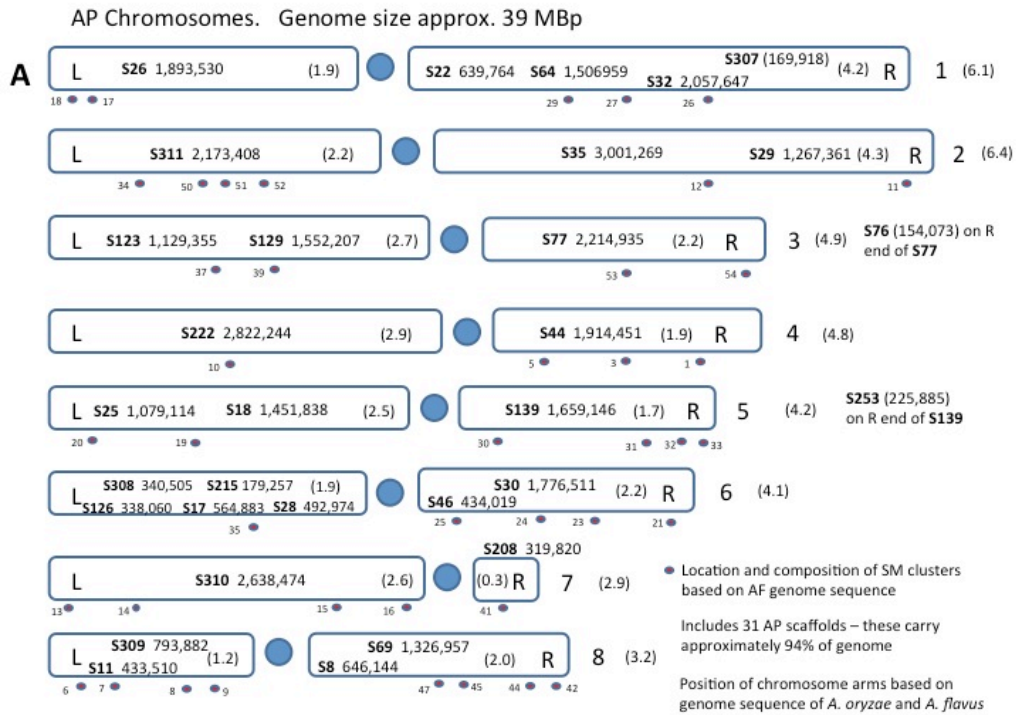 AP Chromosomes. Genome size approx. 39 MBp
A
L S26 1,893,530 (1.9) S22 639,764 S64 1,506959 S32 2,057,647 S307 (169,918) (4.2) R 1 (6.1)
18 17 29 27 26
L S311 2,173,408 (2.2) S35 3,001,269 S29 1,267,361 (4.3) R 2 (6.4)
34 50 51 52 12 11
L S123 1,129,355 S129 1,552,207 (2.7) S77 2,214,935 (2.2) R 3 (4.9)
S76 (154,073) on R
end of S77
37 39 53 54
L S222 2,822,244 (2.9) S44 1,914,451 (1.9) R 4 (4.8)
10 5 3 1
L S25 1,079,114 S18 1,451,838 (2.5) S139 1,659,146 (1.7) R 5 (4.2)
S253 (225,885)
on R end of S139
20 19 30 31 32 33
S308 340,505 S215 179,257 (1.9) S30 1,776,511 (2.2) R 6 (4.1)
L S126 338,060 S17 564,883 S28 492,974 S46 434,019
35 25 24 23 21
S208 319,820
L S310 2,638,474 (2.6) (0.3) R 7 (2.9)
13 14 15 16 41
S309 793,882 (1.2) S69 1,326,957 (2.0) R 8 (3.2)
L S11 433,510 S8 646,144
6 7 8 9 47 45 44 42
Location and composition of SM clusters
based on AF genome sequence
Includes 31 AP scaffolds – these carry
approximately 94% of genome
Position of chromosome arms based on
genome sequence of A. oryzae and A. flavus